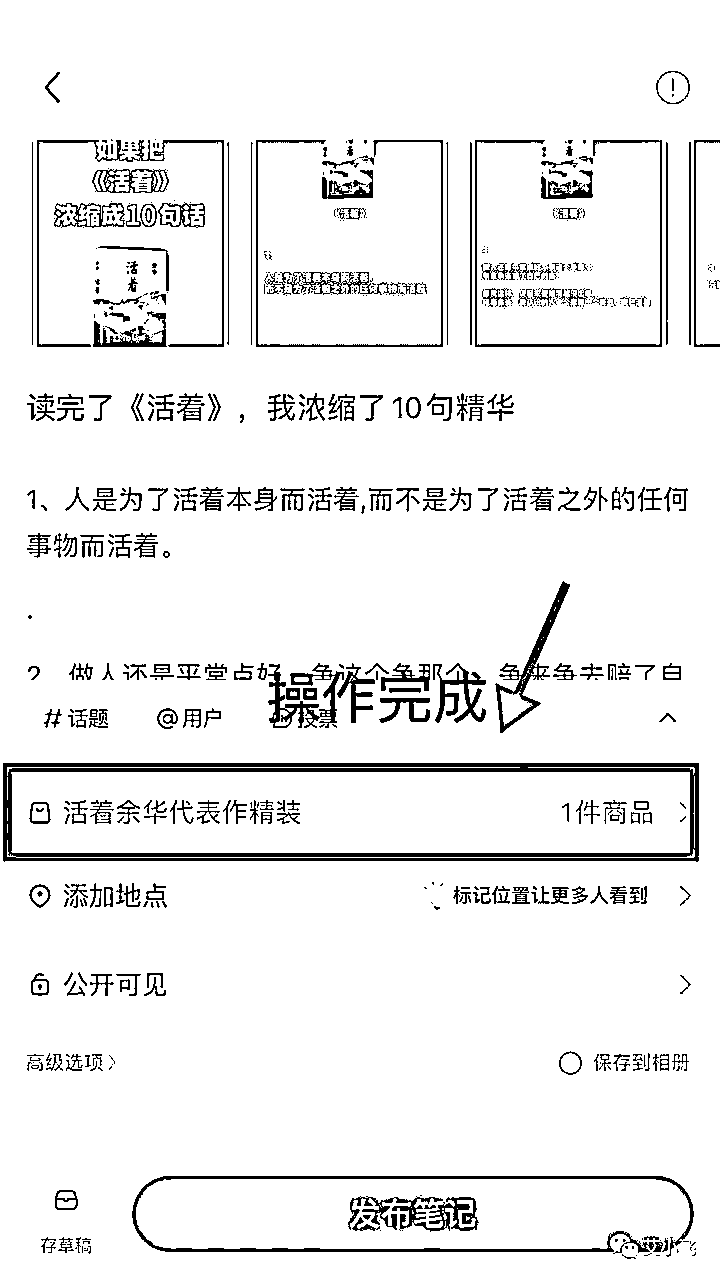 如果把
《活着》
浓缩成10句话
活着
《活着》
《活着》
读完了《活着》，我浓缩了10句精华
1、人是为了活着本身而活着,而不是为了活着之外的任何
事物而活着。
.
2、做人还是平常点好，争这个争那个，争来争去赔了自
操作完成
# 话题
@用户
投票
活着余华代表作精装
1件商品
添加地点
标记位置让更多人看到
公开可见
高级选项
保存到相册
存草稿
发布笔记